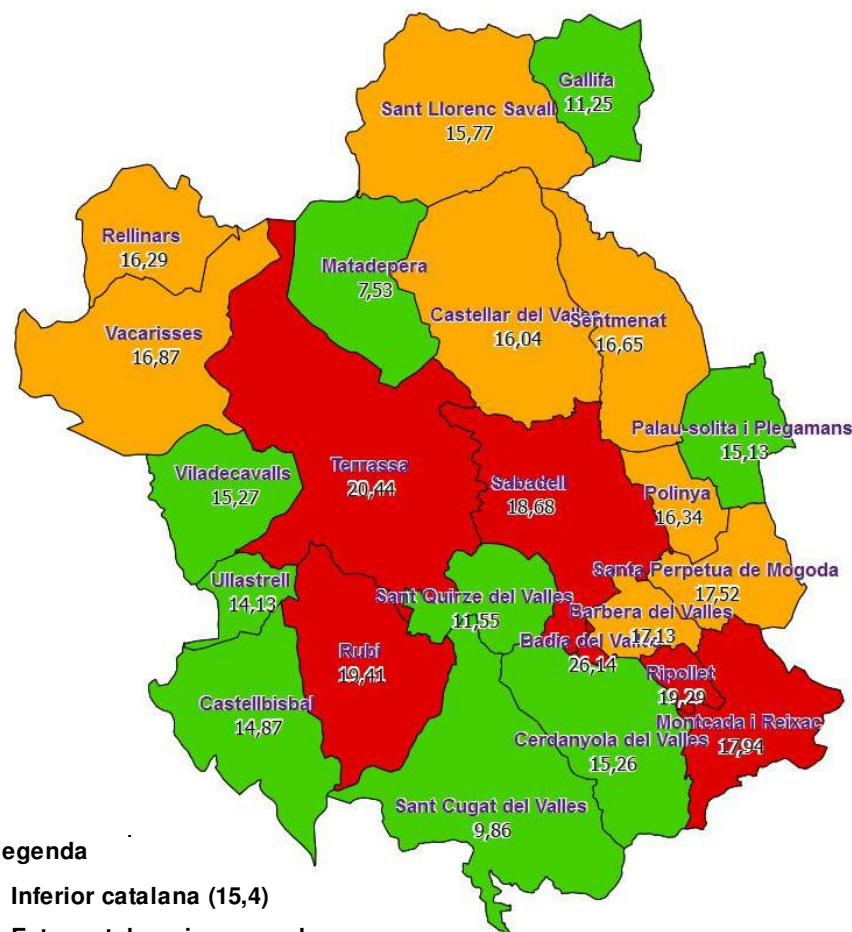 Gallifa
11,25
Sant Llorenc Savall
15,77
Rellinars
16,29
Matadepera
7,53
Castellar del Valles
16,04
Sentmenat
16,65
Vacarisses
16,87
Palau-solita i Plegamans
15,13
Viladecavalls
15,27
Terrassa
20,44
Sabadell
18,68
Polinya
16,34
Santa Perpetua de Mogoda
17,52
Ullastrell
14,13
Sant Quirze del Valles
11,55
Barbera del Valles
17,13
Badia del Valles
26,14
Rubi
19,41
Ripollet
19,29
Castellbisbal
14,87
Montcada i Reixac
17,94
Cerdanyola del Valles
15,26
Sant Cugat del Valles
9,86
egenda
Inferior catalana (15,4)